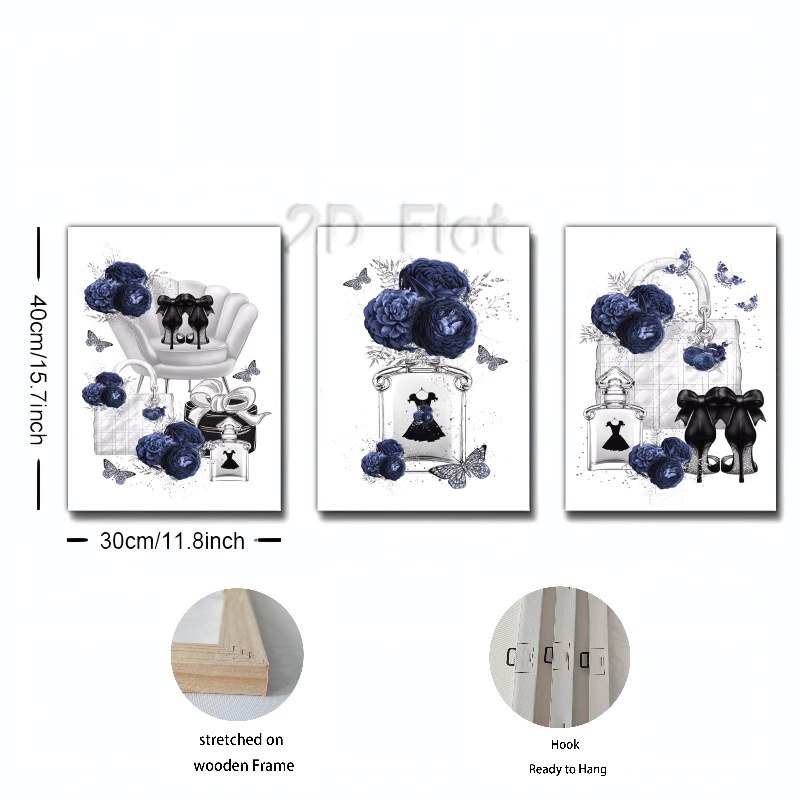 2D Flat
40cm/15.7inch
30cm/11.8inch
stretched on
wooden Frame
Hook
Ready to Hang